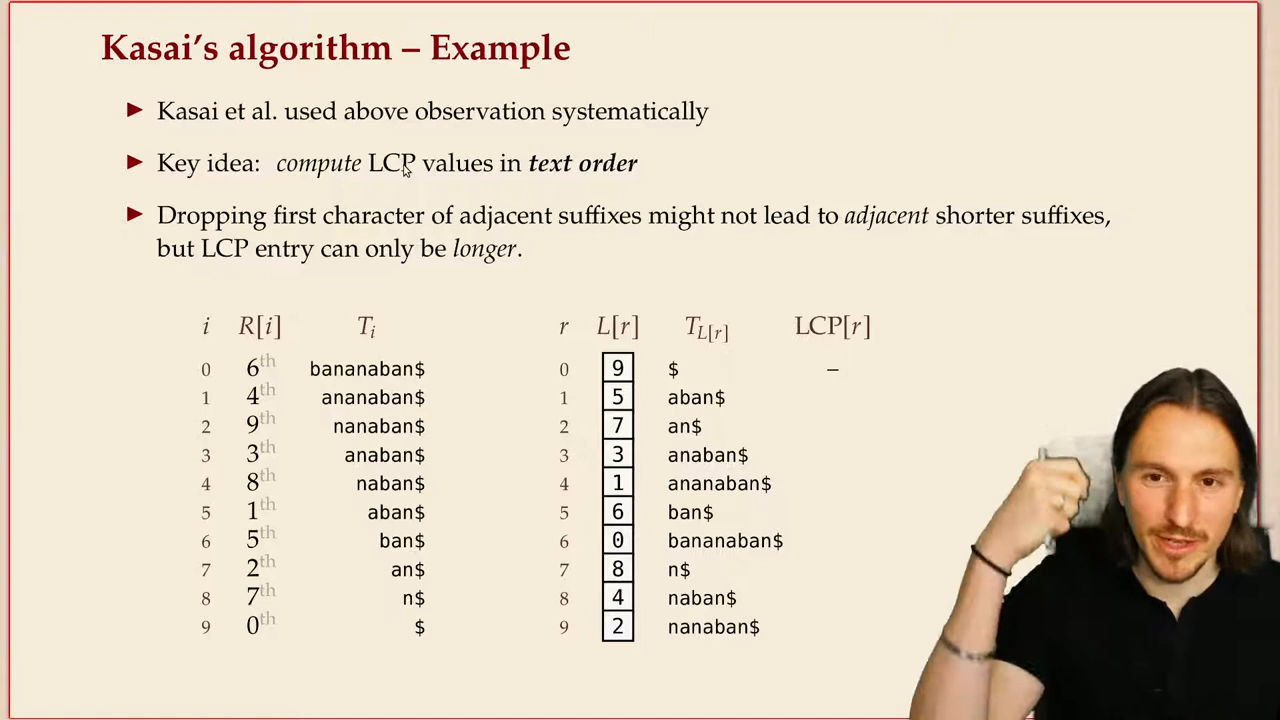 Kasai's algorithm – Example
▶ Kasai et al. used above observation systematically
▶ Key idea: compute LCP values in text order
▶ Dropping first character of adjacent suffixes might not lead to adjacent shorter suffixes,
but LCP entry can only be longer.
i R[i] Tᵢ r L[r] T_L[r] LCP[r]
0 6th bananaban$ 0 9 $ –
1 4th ananaban$ 1 5 aban$
2 9th nanaban$ 2 7 an$
3 3th anaban$ 3 3 anaban$
4 8th naban$ 4 1 ananaban$
5 1th aban$ 5 6 ban$
6 5th ban$ 6 0 bananaban$
7 2th an$ 7 8 n$
8 7th n$ 8 4 naban$
9 0th $ 9 2 nanaban$